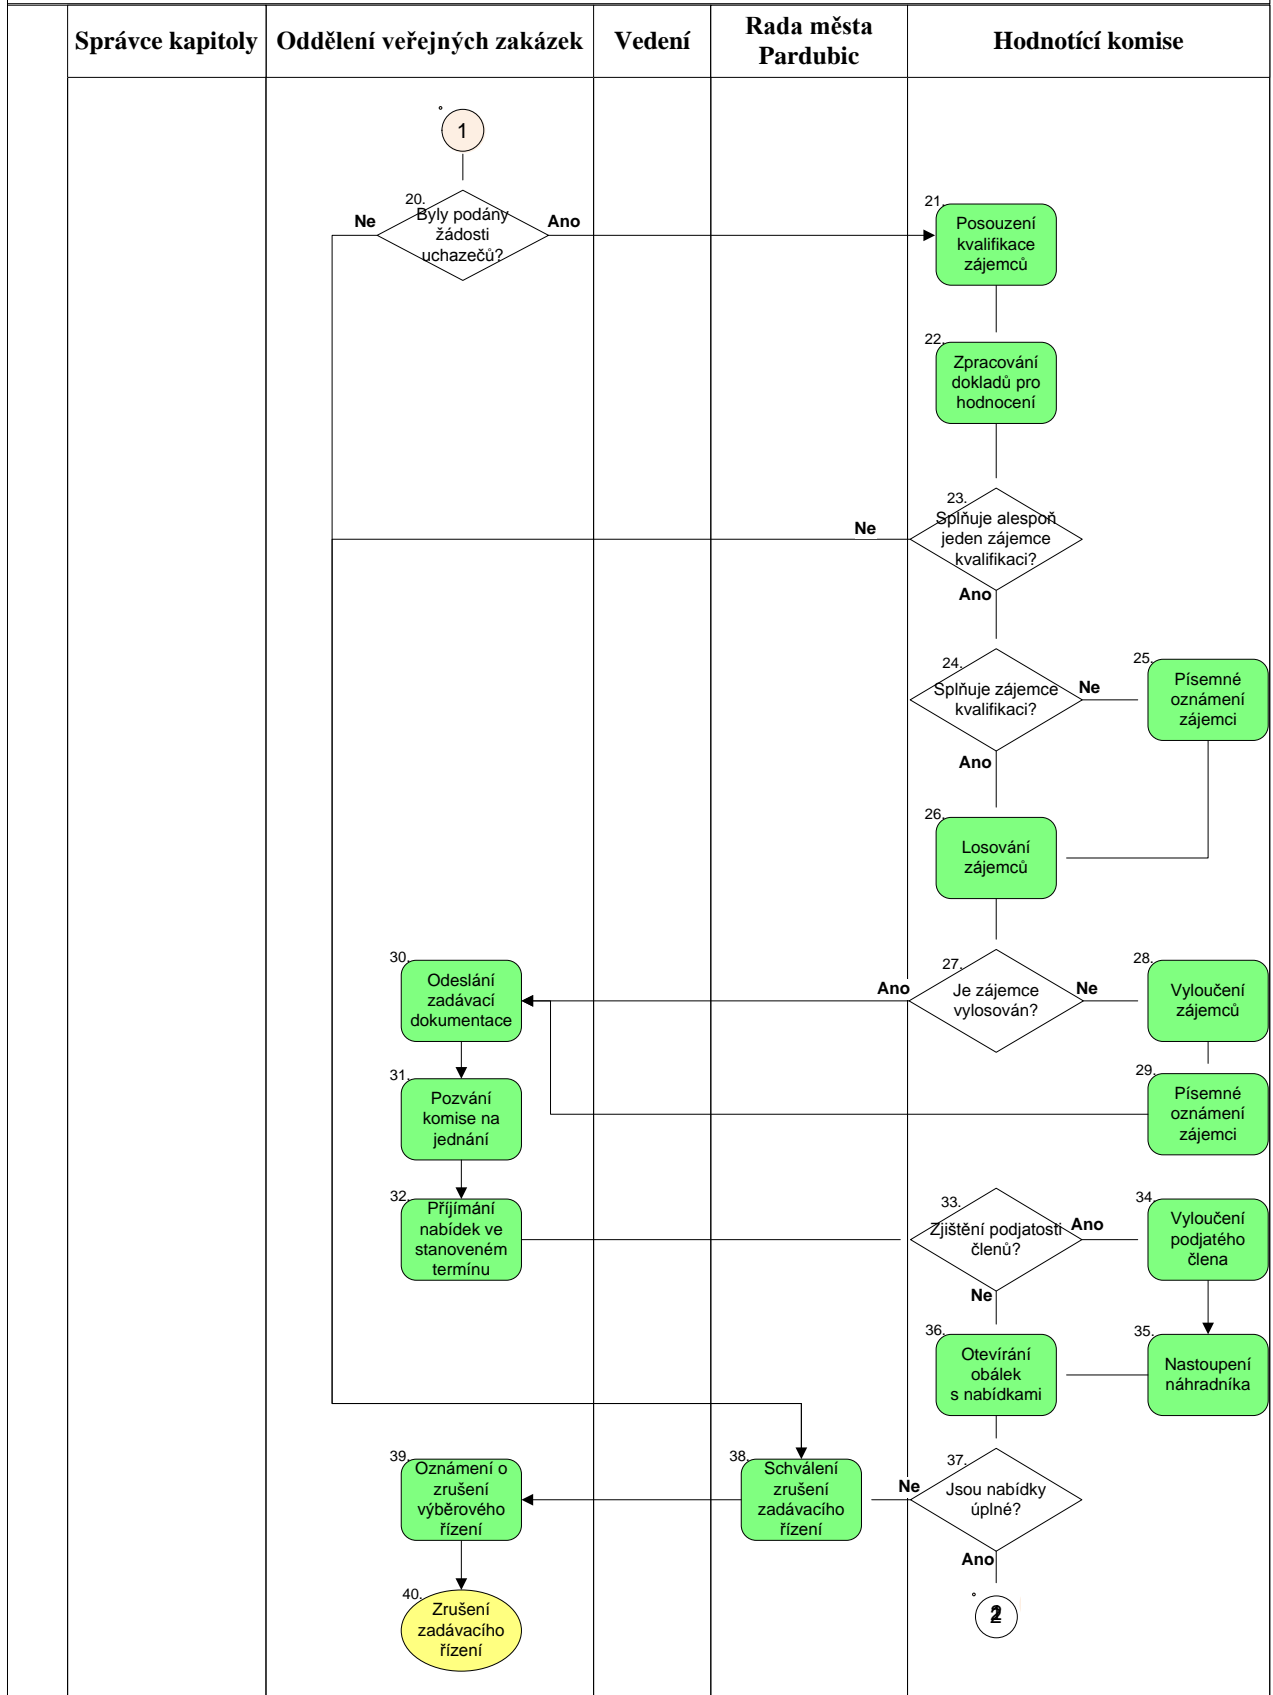 Správce kapitoly
Oddělení veřejných zakázek
Vedení
Rada města
Pardubic
Hodnotící komise
1
20.
Byly podány
žádosti
uchazečů?
Ne
Ano
21.
Posouzení
kvalifikace
zájemců
22.
Zpracování
dokladů pro
hodnocení
23.
Splňuje alespoň
jeden zájemce
kvalifikaci?
Ne
Ano
24.
Splňuje zájemce
kvalifikaci?
Ne
Ano
25.
Písemné
oznámení
zájemci
26.
Losování
zájemců
27.
Je zájemce
vylosován?
Ano
Ne
28.
Vyloučení
zájemců
29.
Písemné
oznámení
zájemci
30.
Odeslání
zadávací
dokumentace
31.
Pozvání
komise na
jednání
32.
Příjímání
nabídek ve
stanoveném
termínu
33.
Zjištění podjatosti
členů?
Ano
Ne
34.
Vyloučení
podjatého
člena
35.
Nastoupení
náhradníka
36.
Otevírání
obálek
s nabídkami
37.
Jsou nabídky
úplné?
Ne
Ano
38.
Schválení
zrušení
zadávacího
řízení
39.
Oznámení o
zrušení
výběrového
řízení
40.
Zrušení
zadávacího
řízení